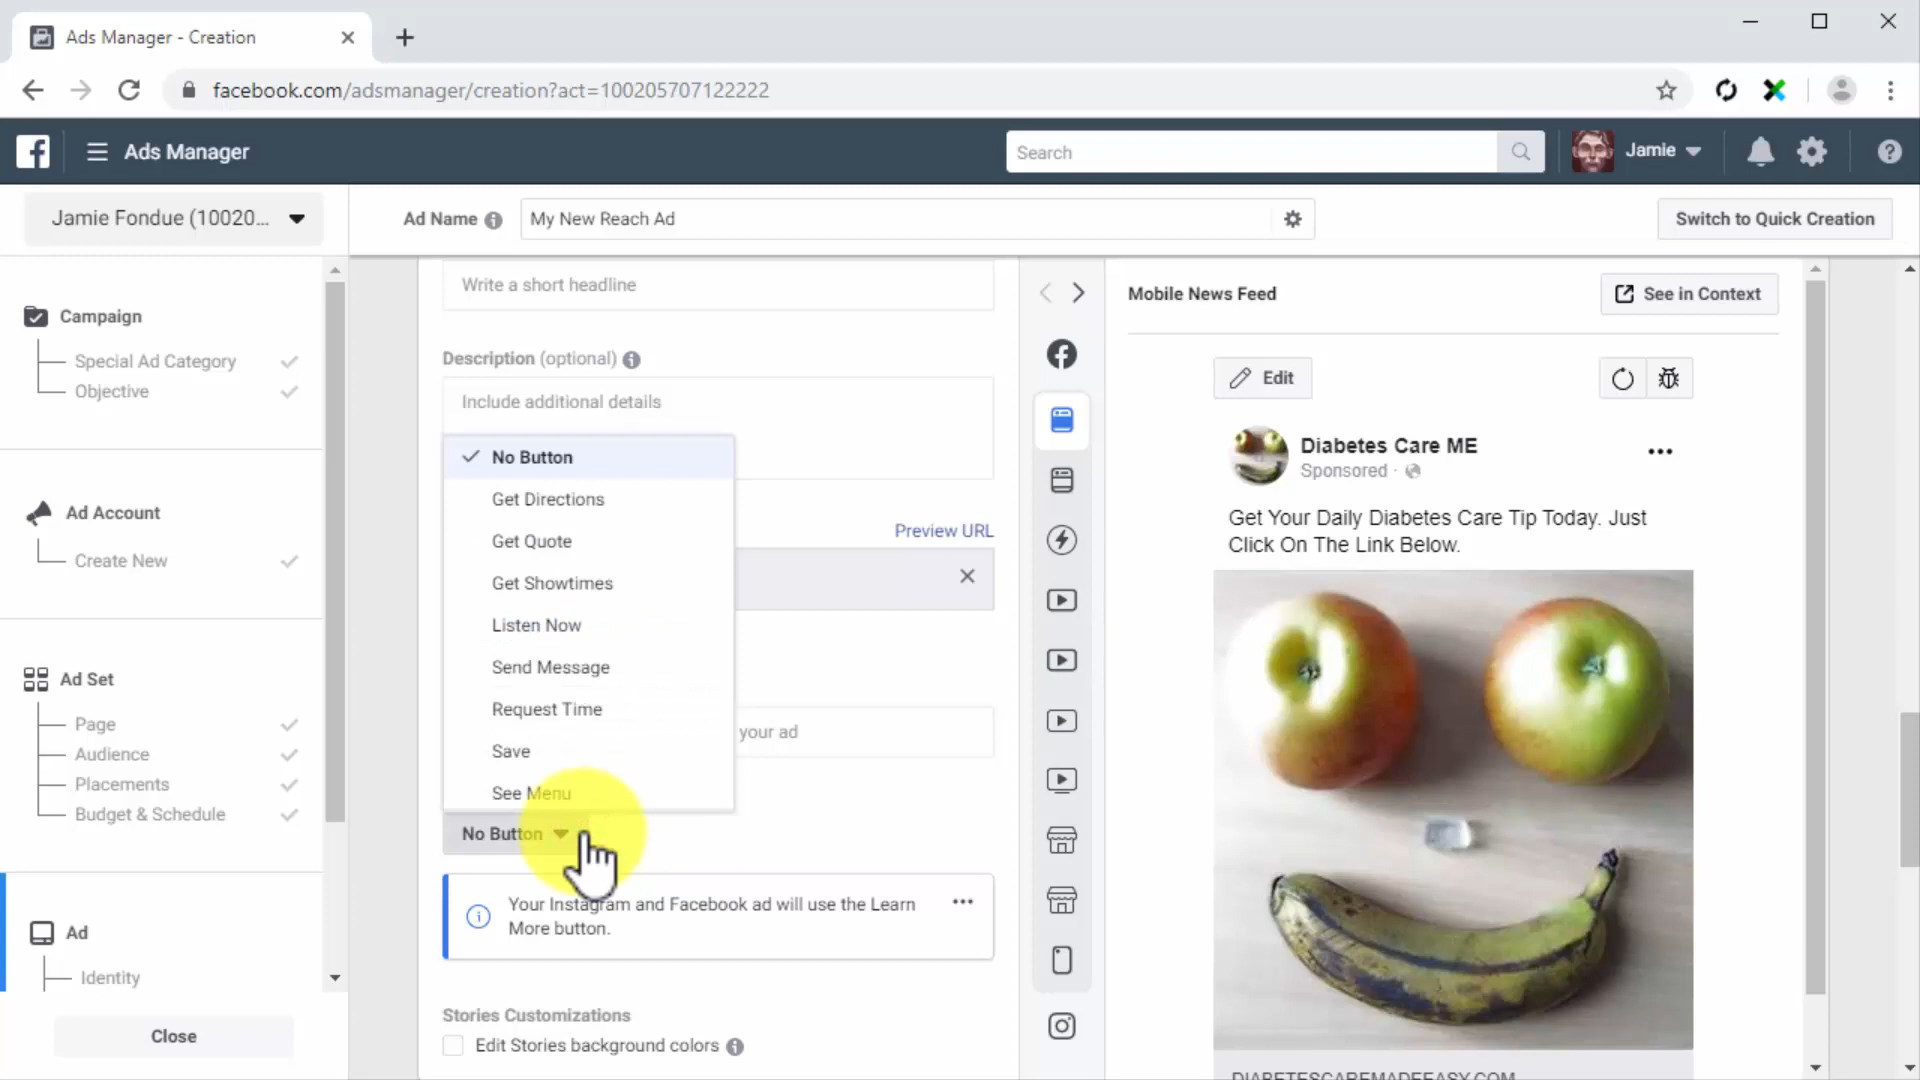 Ads Manager - Creation
facebook.com/adsmanager/creation?act=100205707122222
Ads Manager
Search
Jamie
Jamie Fondue (10020...
Ad Name
My New Reach Ad
Switch to Quick Creation
Campaign
Special Ad Category
Objective
Ad Account
Create New
Ad Set
Page
Audience
Placements
Budget & Schedule
Ad
Identity
Close
Write a short headline
Description (optional)
Include additional details
No Button
Get Directions
Get Quote
Get Showtimes
Listen Now
Send Message
Request Time
Save
See Menu
Preview URL
your ad
No Button
Your Instagram and Facebook ad will use the Learn
More button.
Stories Customizations
Edit Stories background colors
Mobile News Feed
See in Context
Edit
Diabetes Care ME
Sponsored ·
Get Your Daily Diabetes Care Tip Today. Just
Click On The Link Below.
DIABETESCAREMADEEASY.COM